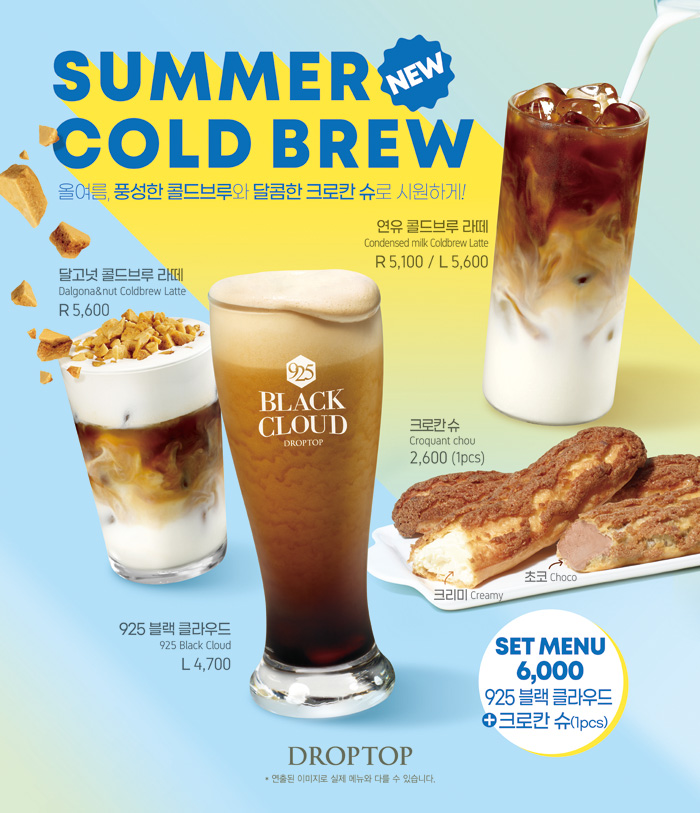 SUMMER NEW
COLD BREW
올여름, 풍성한 콜드브루와 달콤한 크로칸 슈로 시원하게!
연유 콜드브루 라떼
Condensed milk Coldbrew Latte
R 5,100 / L 5,600
달고넛 콜드브루 라떼
Dalgona&nut Coldbrew Latte
R 5,600
925
BLACK
CLOUD
DROPTOP
크로칸 슈
Croquant chou
2,600 (1pcs)
초코 Choco
크리미 Creamy
925 블랙 클라우드
925 Black Cloud
L 4,700
SET MENU
6,000
925 블랙 클라우드
+ 크로칸 슈(1pcs)
DROPTOP
* 연출된 이미지로 실제 메뉴와 다를 수 있습니다.